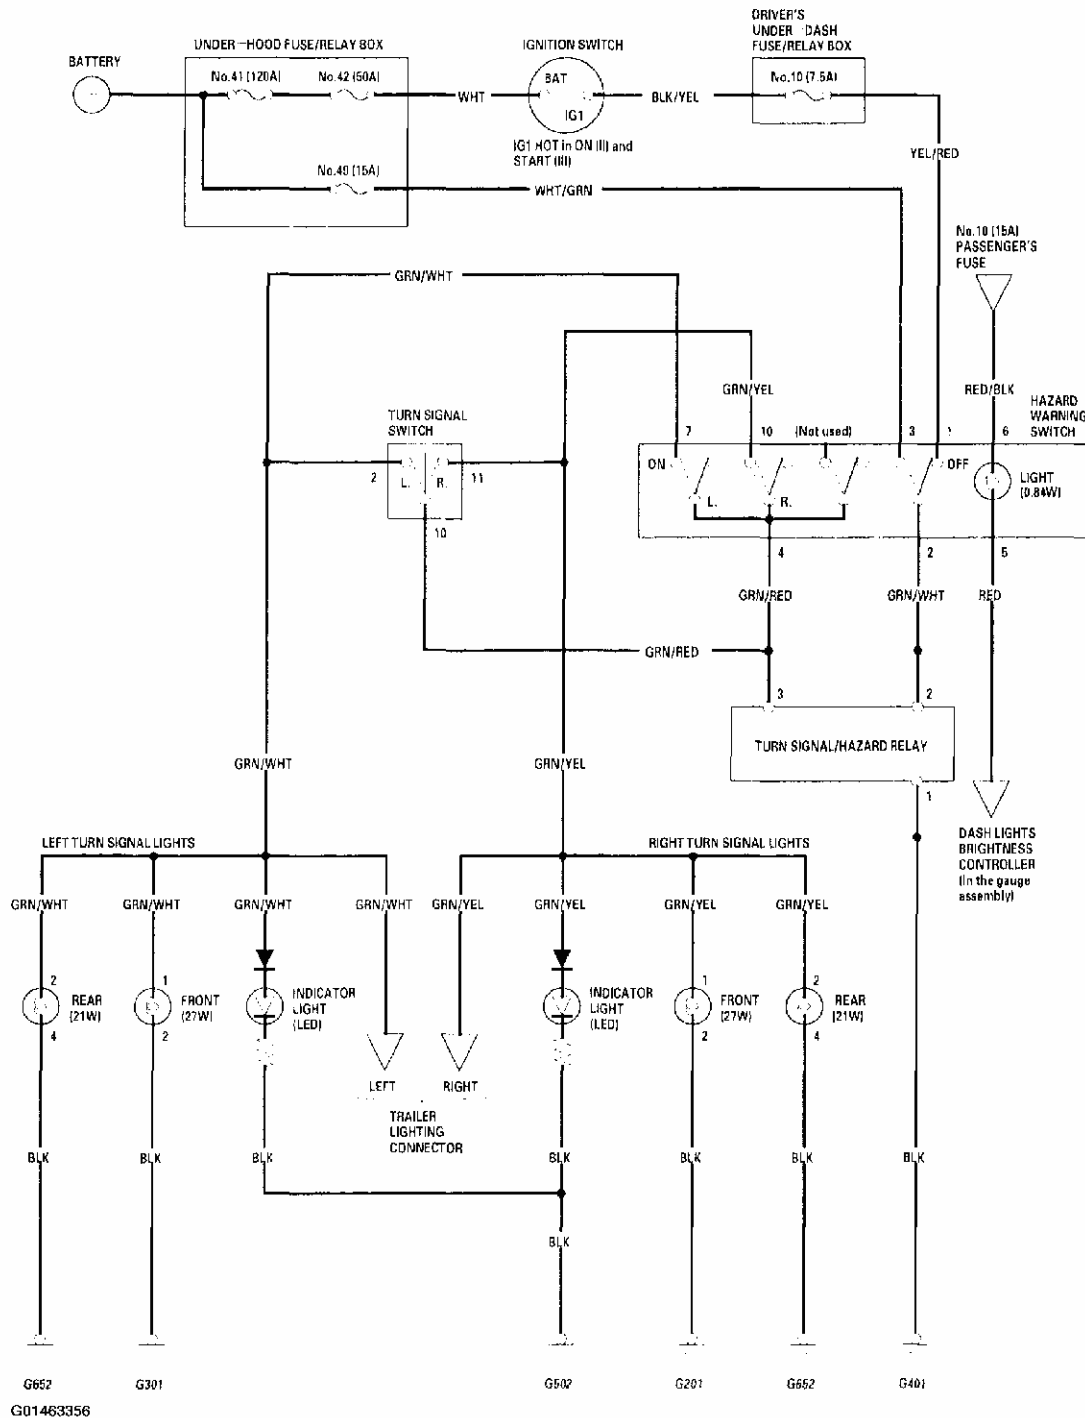 DRIVER'S
UNDER-DASH
FUSE/RELAY BOX
UNDER-HOOD FUSE/RELAY BOX
IGNITION SWITCH
BATTERY
No.41 (120A)
No.42 (50A)
BAT
No.10 (7.5A)
WHT
BLK/YEL
IG1
IG1 HOT in ON (II) and
START (III)
YEL/RED
No.49 (15A)
WHT/GRN
No.10 (15A)
PASSENGER'S
FUSE
GRN/WHT
GRN/YEL
RED/BLK
HAZARD
WARNING
SWITCH
TURN SIGNAL
SWITCH
7
10
(Not used)
3
1
6
ON
OFF
2
L.
R.
11
LIGHT
(0.84W)
L.
R.
10
4
2
5
GRN/RED
GRN/WHT
RED
GRN/RED
3
2
TURN SIGNAL/HAZARD RELAY
GRN/WHT
GRN/YEL
1
LEFT TURN SIGNAL LIGHTS
RIGHT TURN SIGNAL LIGHTS
DASH LIGHTS
BRIGHTNESS
CONTROLLER
(In the gauge
assembly)
GRN/WHT
GRN/WHT
GRN/WHT
GRN/WHT
GRN/YEL
GRN/YEL
GRN/YEL
GRN/YEL
2
REAR
(21W)
4
1
FRONT
(27W)
2
INDICATOR
LIGHT
(LED)
INDICATOR
LIGHT
(LED)
1
FRONT
(27W)
2
2
REAR
(21W)
4
LEFT
RIGHT
TRAILER
LIGHTING
CONNECTOR
BLK
BLK
BLK
BLK
BLK
BLK
BLK
BLK
G652
G301
G502
G201
G652
G401
G01463356